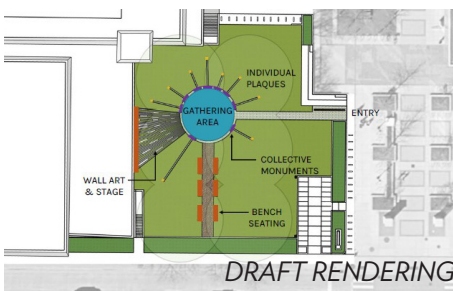 INDIVIDUAL
PLAQUES
GATHERING
AREA
ENTRY
COLLECTIVE
MONUMENTS
WALL ART
& STAGE
BENCH
SEATING
DRAFT RENDERING